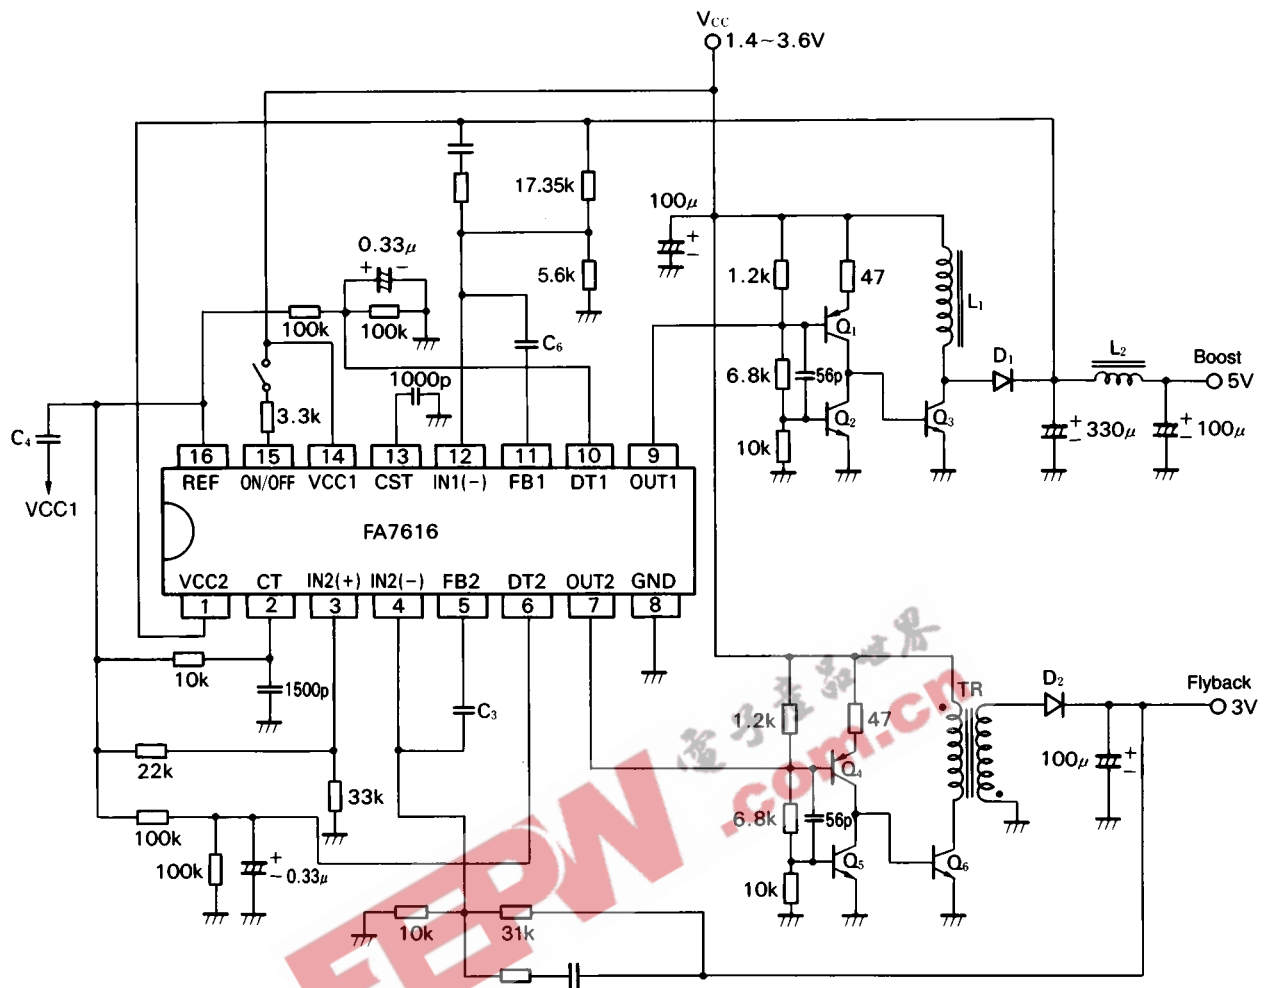 Vcc
1.4~3.6V
17.35k
100μ
+
-
0.33μ
+ -
5.6k
1.2k
47
L₁
100k
100k
Q₁
C₆
D₁
L₂
Boost
5V
1000p
6.8k
56p
C₄
3.3k
Q₂
Q₃
+
-
330μ
+
-
100μ
10k
VCC1
16 15 14 13 12 11 10 9
REF ON/OFF VCC1 CST IN1(-) FB1 DT1 OUT1
FA7616
VCC2 CT IN2(+) IN2(-) FB2 DT2 OUT2 GND
1 2 3 4 5 6 7 8
10k
1500p
C₃
電子產品世界
.com.cn
EEPW
1.2k
47
TR
D₂
Flyback
3V
22k
100μ
+
-
Q₄
33k
6.8k
56p
100k
Q₅
Q₆
100k
+
-
0.33μ
10k
10k
31k